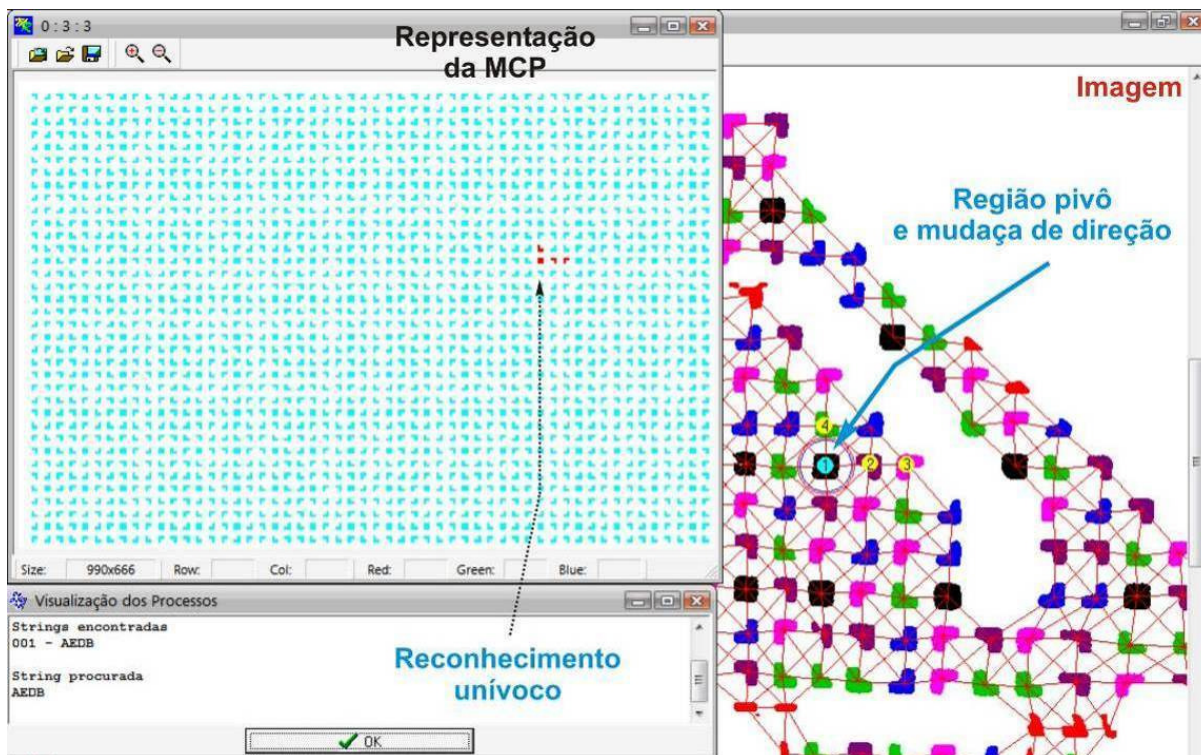 0:3:3
Representação
da MCP
Imagem
Região pivô
e mudaça de direção
4
1
2
3
Size: 990x666 Row: Col: Red: Green: Blue:
Visualização dos Processos
Strings encontradas
001 - AEDB
String procurada
AEDB
Reconhecimento
unívoco
OK